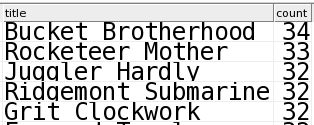 title count
Bucket Brotherhood 34
Rocketeer Mother 33
Juggler Hardly 32
Ridgemont Submarine 32
Grit Clockwork 32